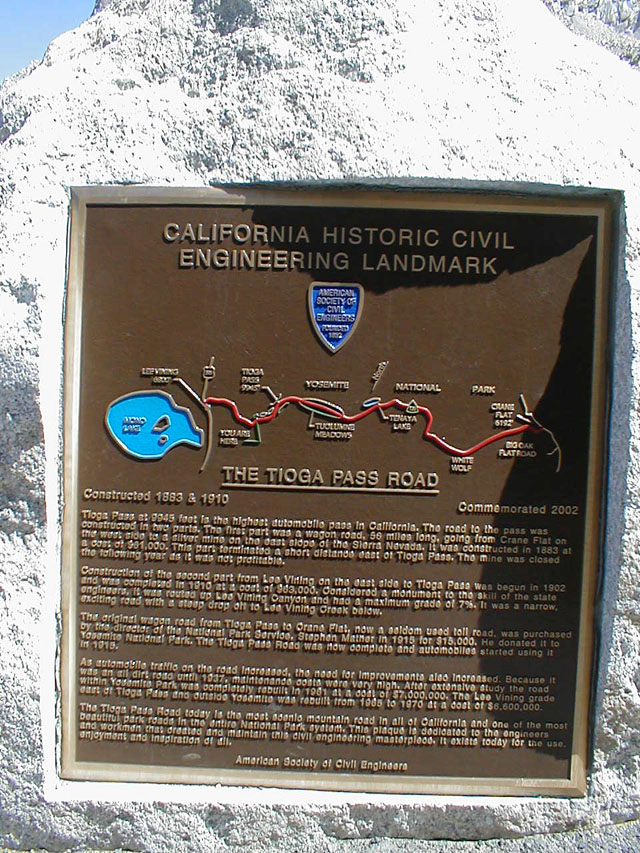 CALIFORNIA HISTORIC CIVIL
ENGINEERING LANDMARK
AMERICAN
SOCIETY OF
CIVIL
ENGINEERS
FOUNDED
1852
LEE VINING
TIOGA
PASS
9945'
YOSEMITE
NATIONAL
PARK
North
CRANE
FLAT
6192'
MONO
LAKE
YOU ARE
HERE
TUOLUMNE
MEADOWS
TENAYA
LAKE
WHITE
WOLF
BIG OAK
FLAT ROAD
THE TIOGA PASS ROAD
Constructed 1883 & 1910
Commemorated 2002
Tioga Pass at 9945 feet is the highest automobile pass in California. The road to the pass was
constructed in two parts. The first part was a wagon road, 56 miles long, going from Crane Flat on
the west side to a silver mine on the east slope of the Sierra Nevada. It was constructed in 1883 at
a cost of $64,000. This part terminated a short distance east of Tioga Pass. The mine was closed
the following year as it was not profitable.
Construction of the second part from Lee Vining on the east side to Tioga Pass was begun in 1902
and was completed in 1910 at a cost of $63,000. Considered a monument to the skill of the state
engineers, it was routed up Lee Vining Canyon and had a maximum grade of 7%. It was a narrow,
exciting road with a steep drop off to Lee Vining Creek below.
The original wagon road from Tioga Pass to Crane Flat, now a seldom used toll road, was purchased
by the director of the National Park Service, Stephen Mather in 1915 for $15,000. He donated it to
Yosemite National Park. The Tioga Pass Road was now complete and automobiles started using it
in 1915.
As automobile traffic on the road increased, the need for improvements also increased. Because it
was an oil dirt road until 1937, maintenance costs were very high. After extensive study the road
with Yosemite Park was completely rebuilt in 1961 at a cost of $7,000,000. The Lee Vining grade
east of Tioga Pass and outside Yosemite was rebuilt from 1965 to 1970 at a cost of $6,600,000.
The Tioga Pass Road today is the most scenic mountain road in all of California and one of the most
beautiful park roads in the entire National Park system. This plaque is dedicated to the engineers
and workmen that created and maintain this civil engineering masterpiece. It exists today for the use,
enjoyment and inspiration of all.
American Society of Civil Engineers